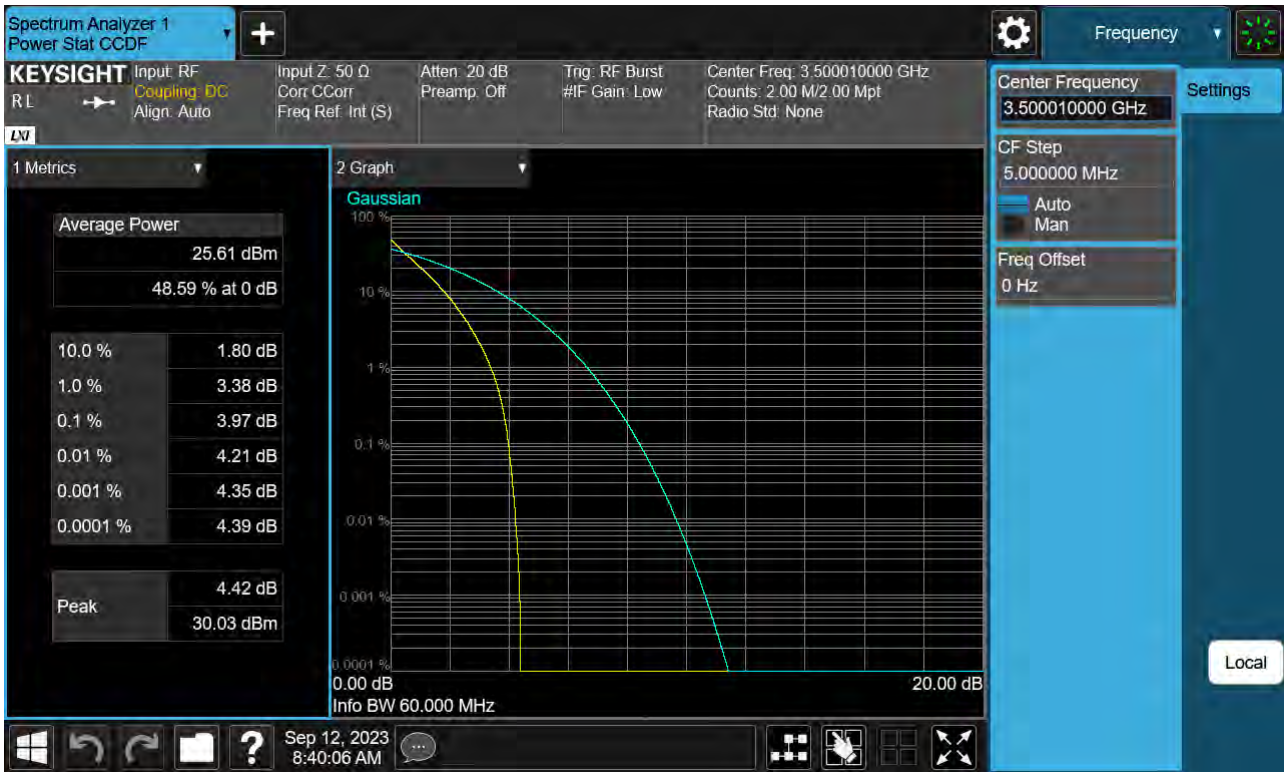 Spectrum Analyzer 1
Power Stat CCDF
+
Frequency
KEYSIGHT
RL
LXI
Input: RF
Coupling: DC
Align: Auto
Input Z: 50 Ω
Corr CCorr
Freq Ref: Int (S)
Atten: 20 dB
Preamp: Off
Trig: RF Burst
#IF Gain: Low
Center Freq: 3.500010000 GHz
Counts: 2.00 M/2.00 Mpt
Radio Std: None
Center Frequency
3.500010000 GHz
Settings
CF Step
5.000000 MHz
Auto
Man
Freq Offset
0 Hz
1 Metrics
Average Power
25.61 dBm
48.59 % at 0 dB
10.0 % 1.80 dB
1.0 % 3.38 dB
0.1 % 3.97 dB
0.01 % 4.21 dB
0.001 % 4.35 dB
0.0001 % 4.39 dB
Peak
4.42 dB
30.03 dBm
2 Graph
Gaussian
100 %
10 %
1 %
0.1 %
0.01 %
0.001 %
0.0001 %
0.00 dB 20.00 dB
Info BW 60.000 MHz
Local
?
Sep 12, 2023
8:40:06 AM